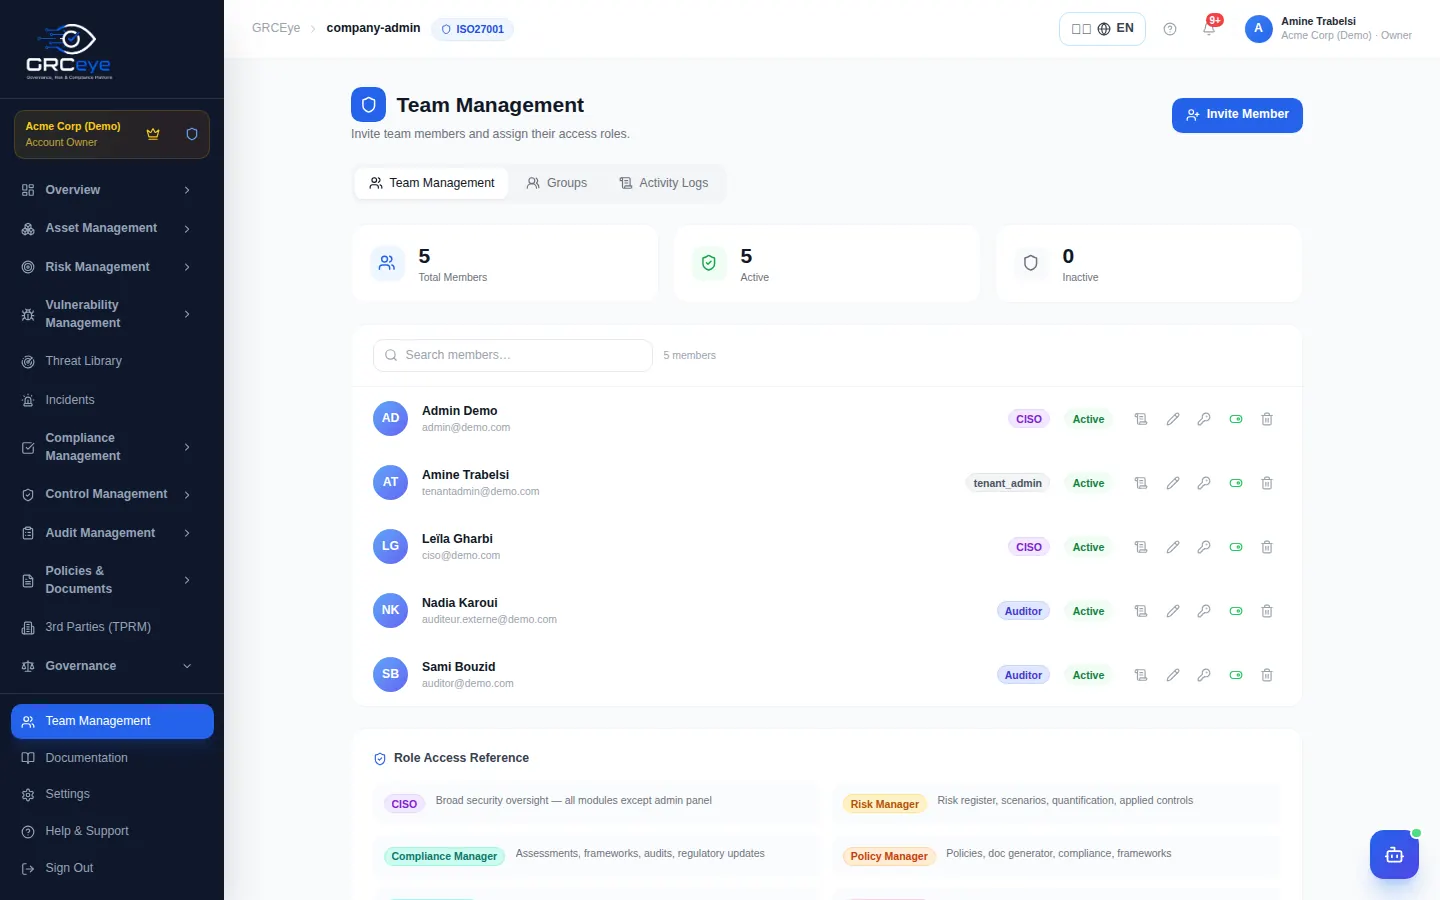 GRCeye
Governance, Risk & Compliance Platform
Acme Corp (Demo)
Account Owner
Overview
Asset Management
Risk Management
Vulnerability
Management
Threat Library
Incidents
Compliance
Management
Control Management
Audit Management
Policies &
Documents
3rd Parties (TPRM)
Governance
Team Management
Documentation
Settings
Help & Support
Sign Out
GRCEye
company-admin
ISO27001
EN
9+
A
Amine Trabelsi
Acme Corp (Demo) · Owner
Team Management
Invite team members and assign their access roles.
Invite Member
Team Management
Groups
Activity Logs
5
Total Members
5
Active
0
Inactive
Search members…
5 members
AD
Admin Demo
admin@demo.com
CISO
Active
AT
Amine Trabelsi
tenantadmin@demo.com
tenant_admin
Active
LG
Leïla Gharbi
ciso@demo.com
CISO
Active
NK
Nadia Karoui
auditeur.externe@demo.com
Auditor
Active
SB
Sami Bouzid
auditor@demo.com
Auditor
Active
Role Access Reference
CISO
Broad security oversight — all modules except admin panel
Risk Manager
Risk register, scenarios, quantification, applied controls
Compliance Manager
Assessments, frameworks, audits, regulatory updates
Policy Manager
Policies, doc generator, compliance, frameworks